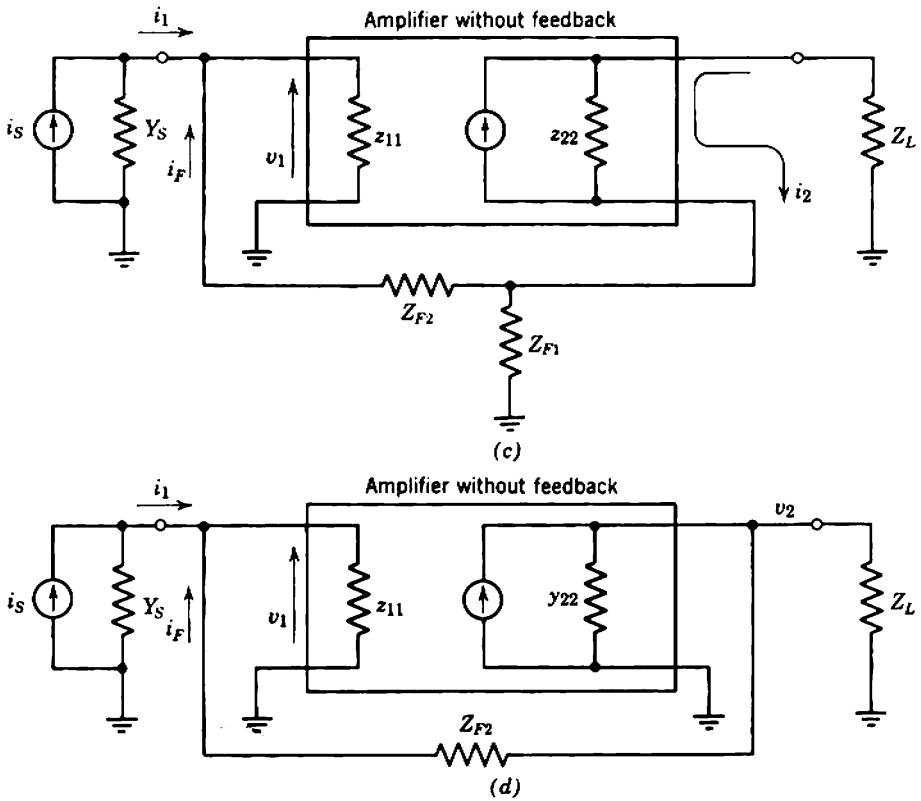 Amplifier without feedback
i1
iS
YS
iF
v1
z11
z22
i2
ZL
ZF2
ZF1
(c)
Amplifier without feedback
i1
v2
iS
YS
iF
v1
z11
y22
ZL
ZF2
(d)